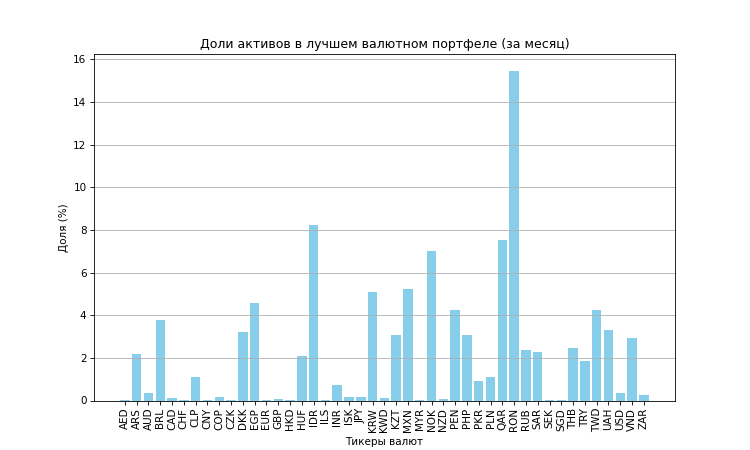 Доли активов в лучшем валютном портфеле (за месяц)
16
14
12
10
8
6
4
2
0
Доля (%)
AED
ARS
AUD
BRL
CAD
CHF
CLP
CNY
COP
CZK
DKK
EGP
EUR
GBP
HKD
HUF
IDR
ILS
INR
ISK
JPY
KRW
KWD
KZT
MXN
MYR
NOK
NZD
PEN
PHP
PKR
PLN
QAR
RON
RUB
SAR
SEK
SGD
THB
TRY
TWD
UAH
USD
VND
ZAR
Тикеры валют